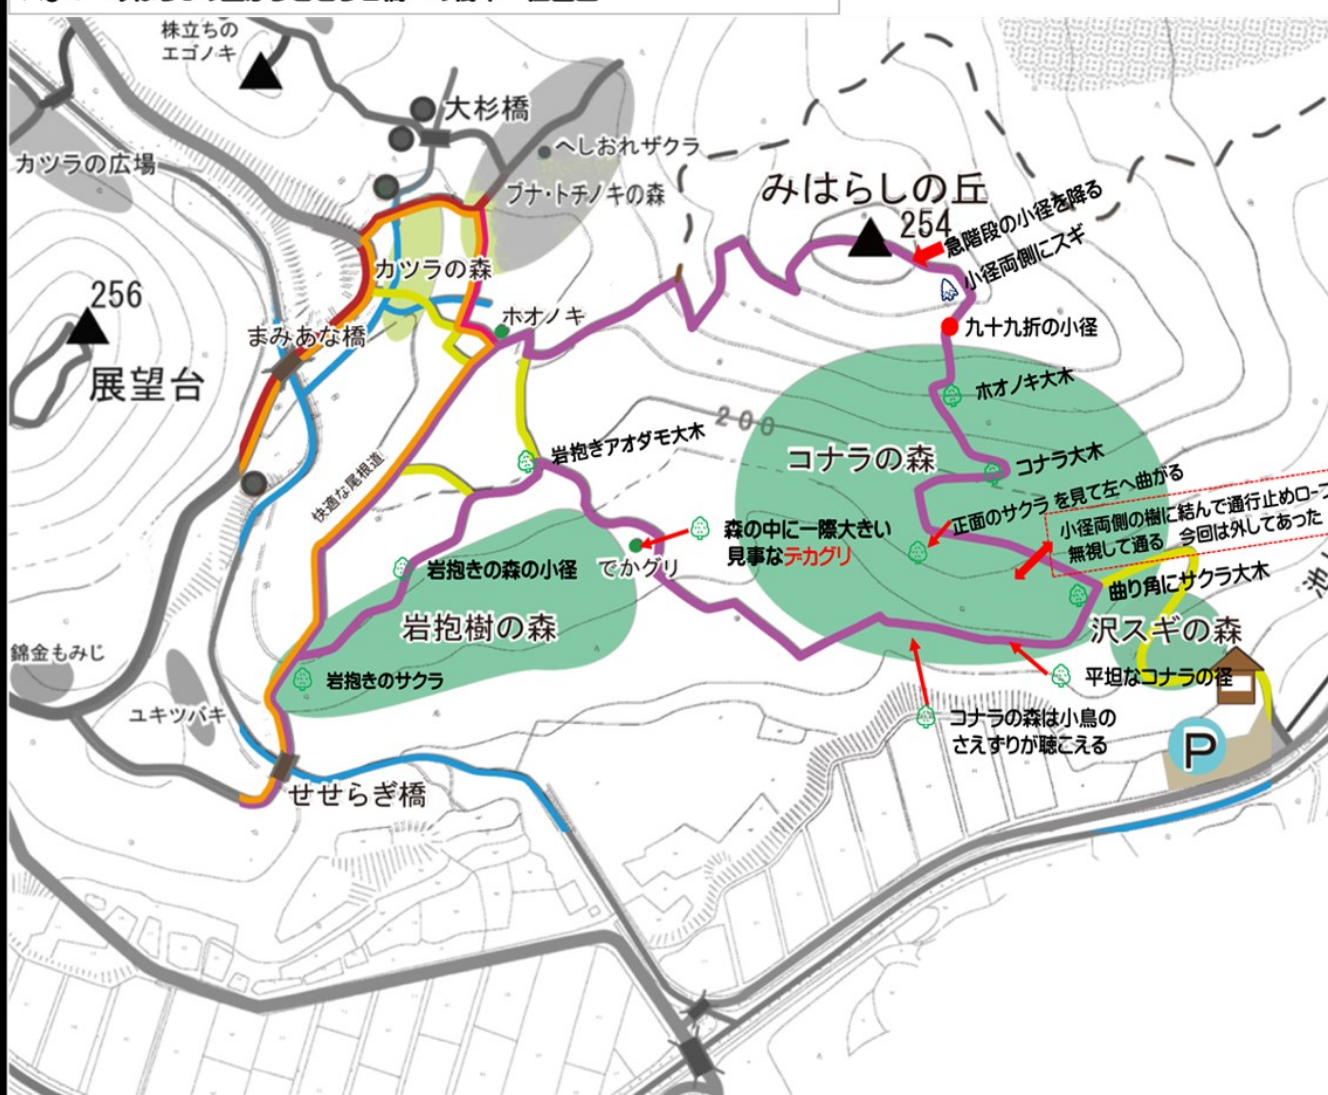 株立ちの
エゴノキ
大杉橋
へしおれザクラ
カツラの広場
ブナ・トチノキの森
みはらしの丘
254
急階段の小径を降る
小径両側にスギ
カツラの森
256
ホオノキ
九十九折の小径
まみあな橋
展望台
ホオノキ大木
200
岩抱きアオダモ大木
コナラの森
コナラ大木
快適な尾根道
正面のサクラ を見て左へ曲がる
小径両側の樹に結んで通行止めロープ
無視して通る 今回は外してあった
森の中に一際大きい
見事なデカグリ
でかグリ
岩抱きの森の小径
曲り角にサクラ大木
岩抱樹の森
沢スギの森
錦金もみじ
岩抱きのサクラ
平坦なコナラの径
ユキツバキ
コナラの森は小鳥の
さえずりが聴こえる
P
せせらぎ橋